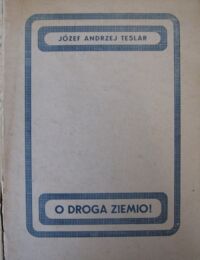 JÓZEF ANDRZEJ TESLAR
O DROGA ZIEMIO!